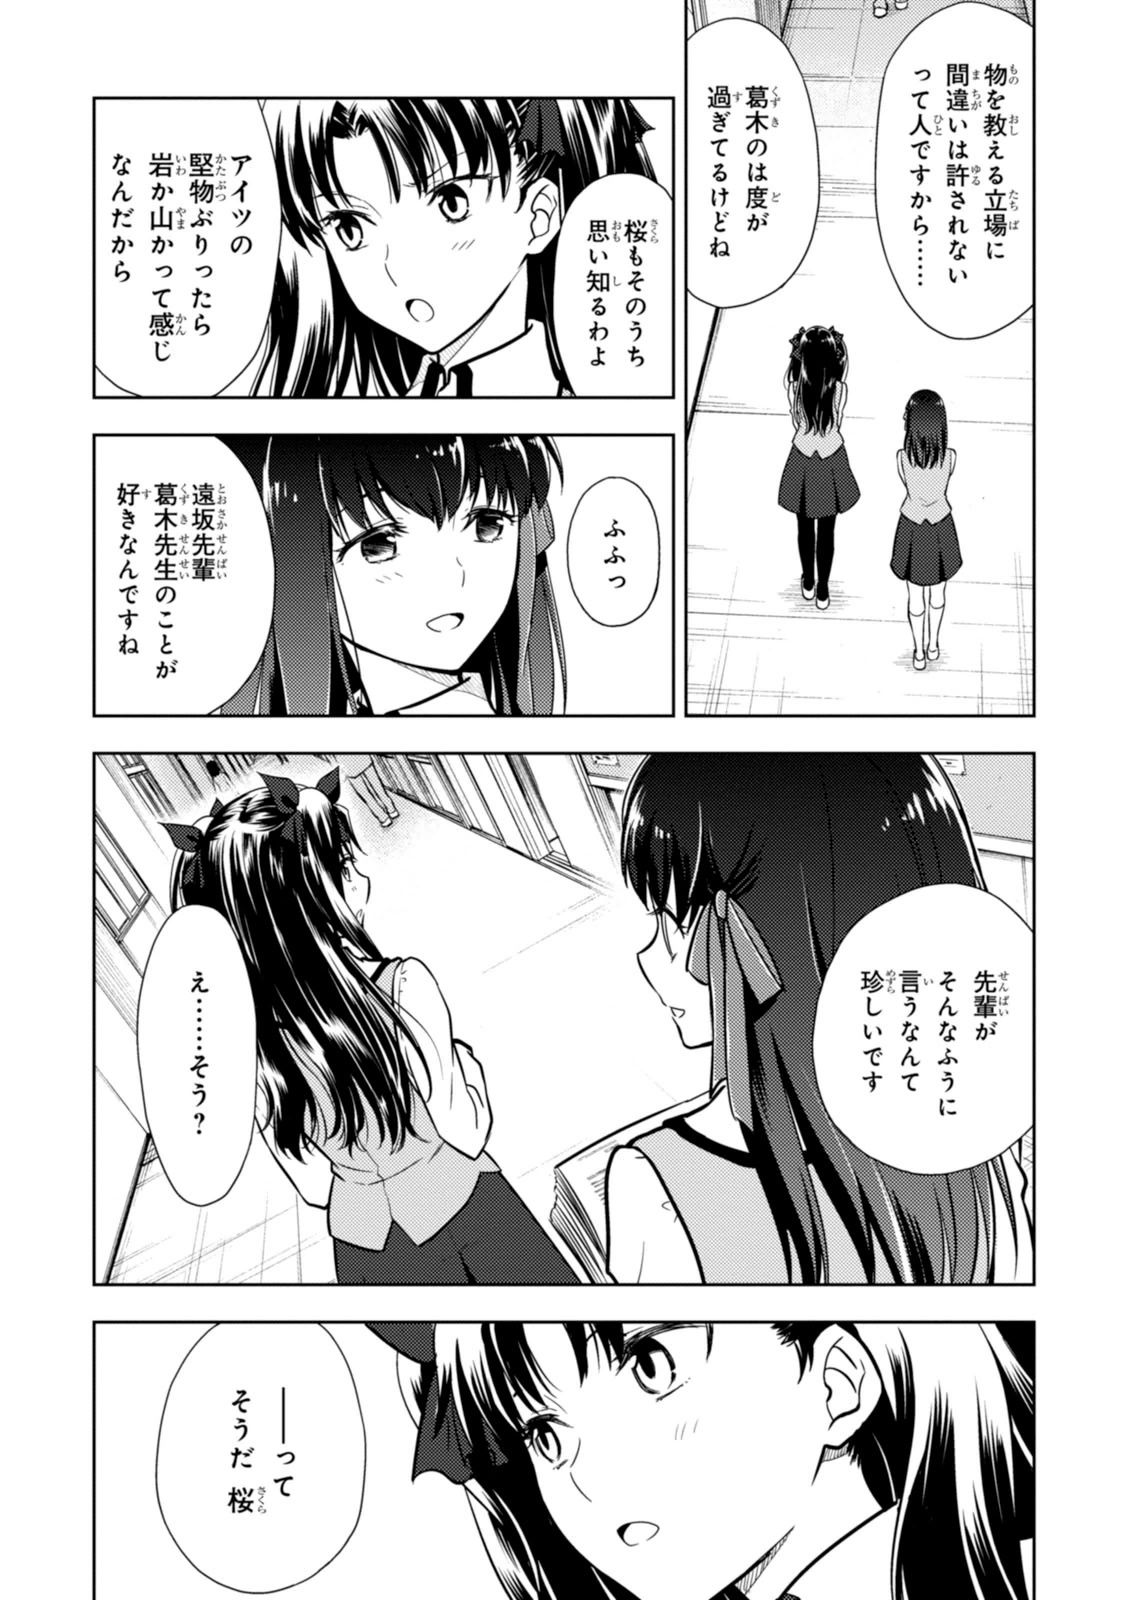 物を教える立場に
間違いは許されない
って人ですから……
葛木のは度が
過ぎてるけどね
桜もそのうち
思い知るわよ
アイツの
堅物ぶりったら
岩か山かって感じ
なんだから
ふふっ
遠坂先輩
葛木先生のことが
好きなんですね
先輩が
そんなふうに
言うなんて
珍しいです
え……そう？
――って
そうだ 桜